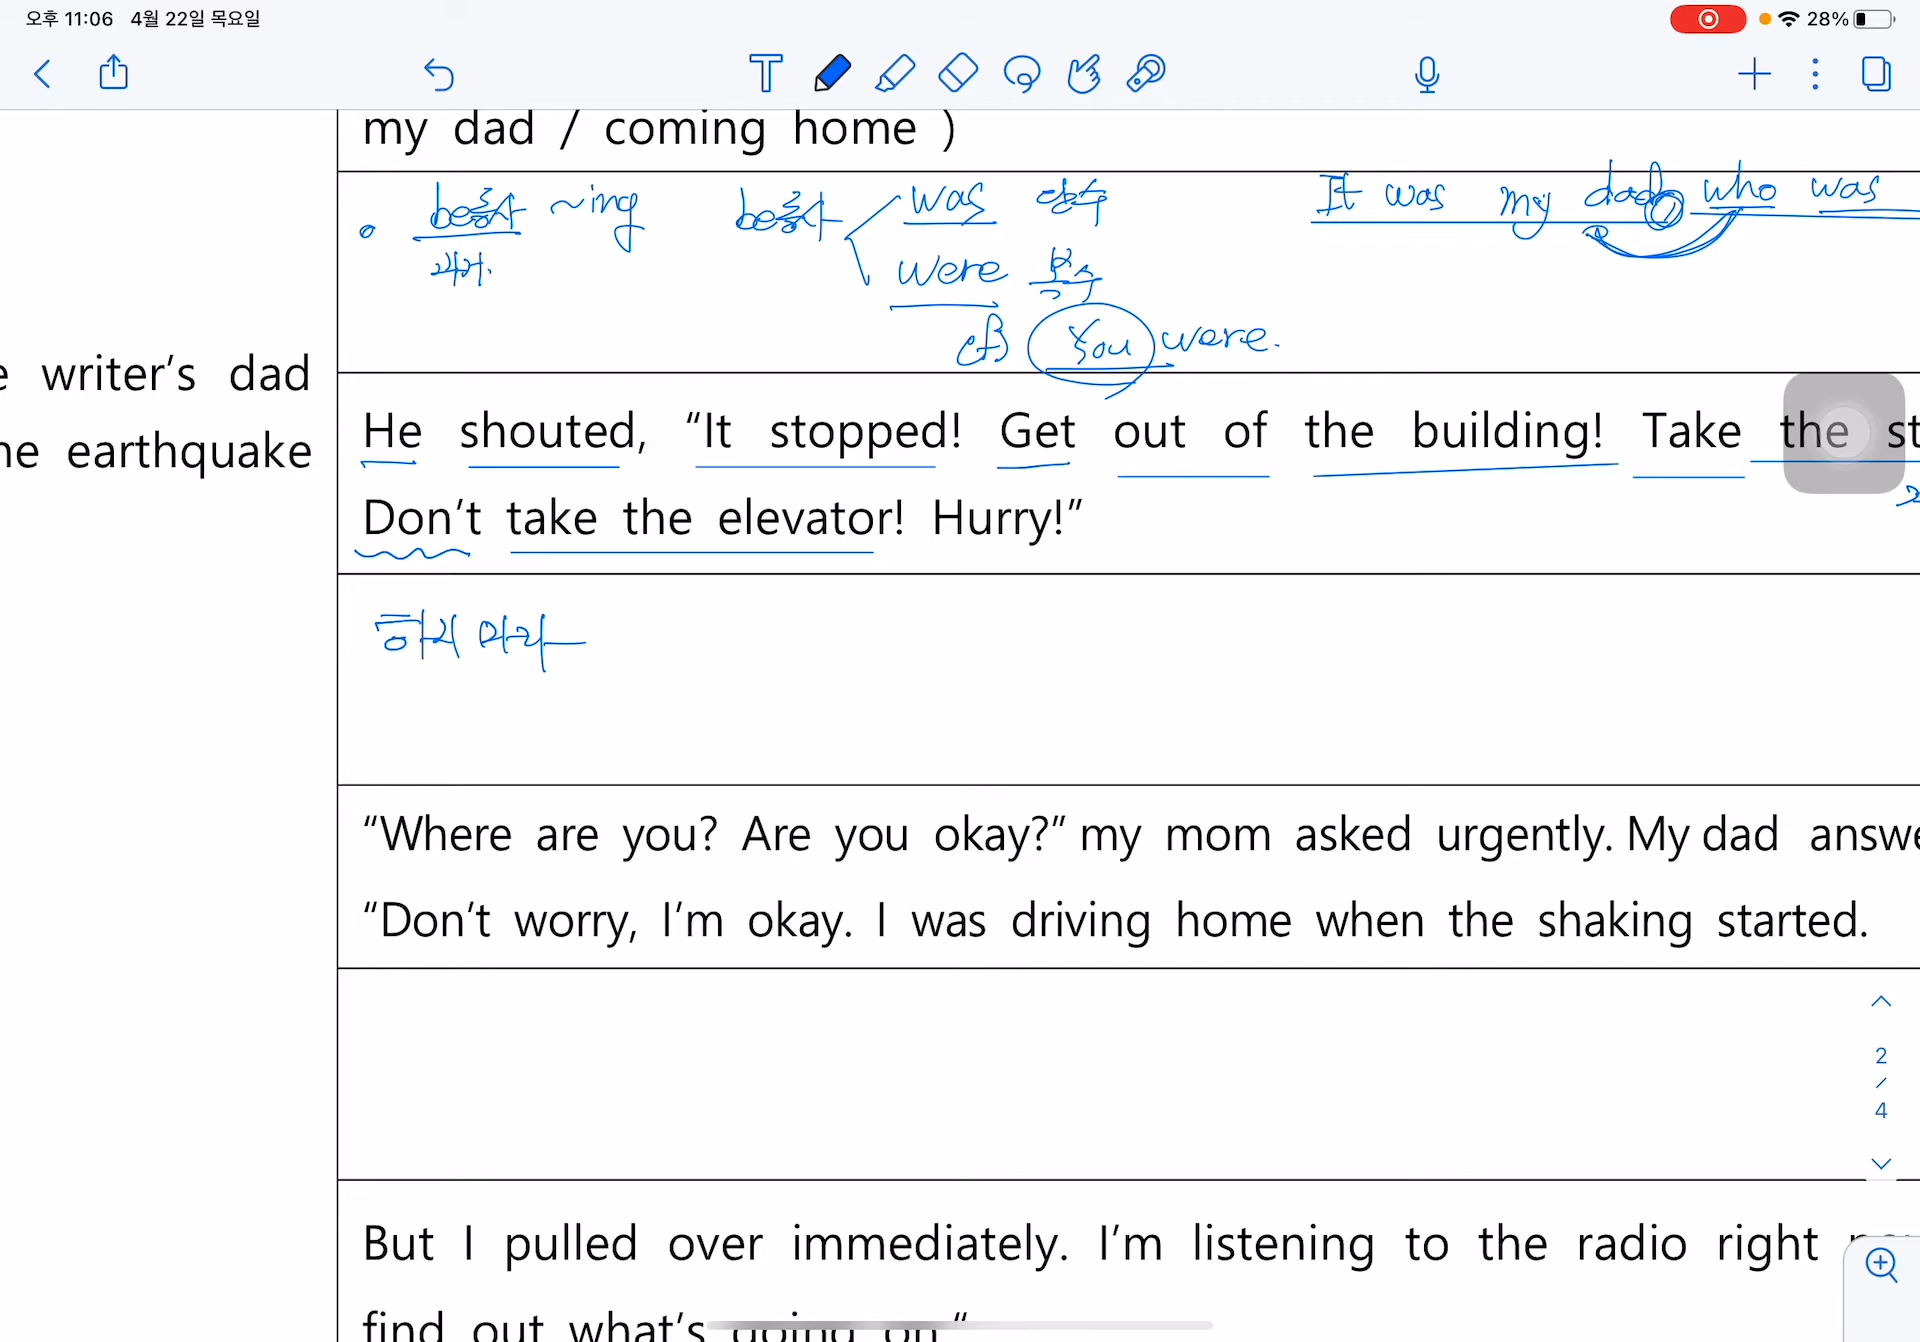 오후 11:06 4월 22일 목요일
28%
my dad / coming home )
be동사 ~ing be동사 was 단수 It was my dad who was
과거. were 복수
cf) You were.
writer's dad
earthquake
He shouted, “It stopped! Get out of the building! Take the
Don't take the elevator! Hurry!”
하지 마라
“Where are you? Are you okay?” my mom asked urgently. My dad
“Don't worry, I'm okay. I was driving home when the shaking started.
2
/
4
But I pulled over immediately. I'm listening to the radio right
find out what's going on“